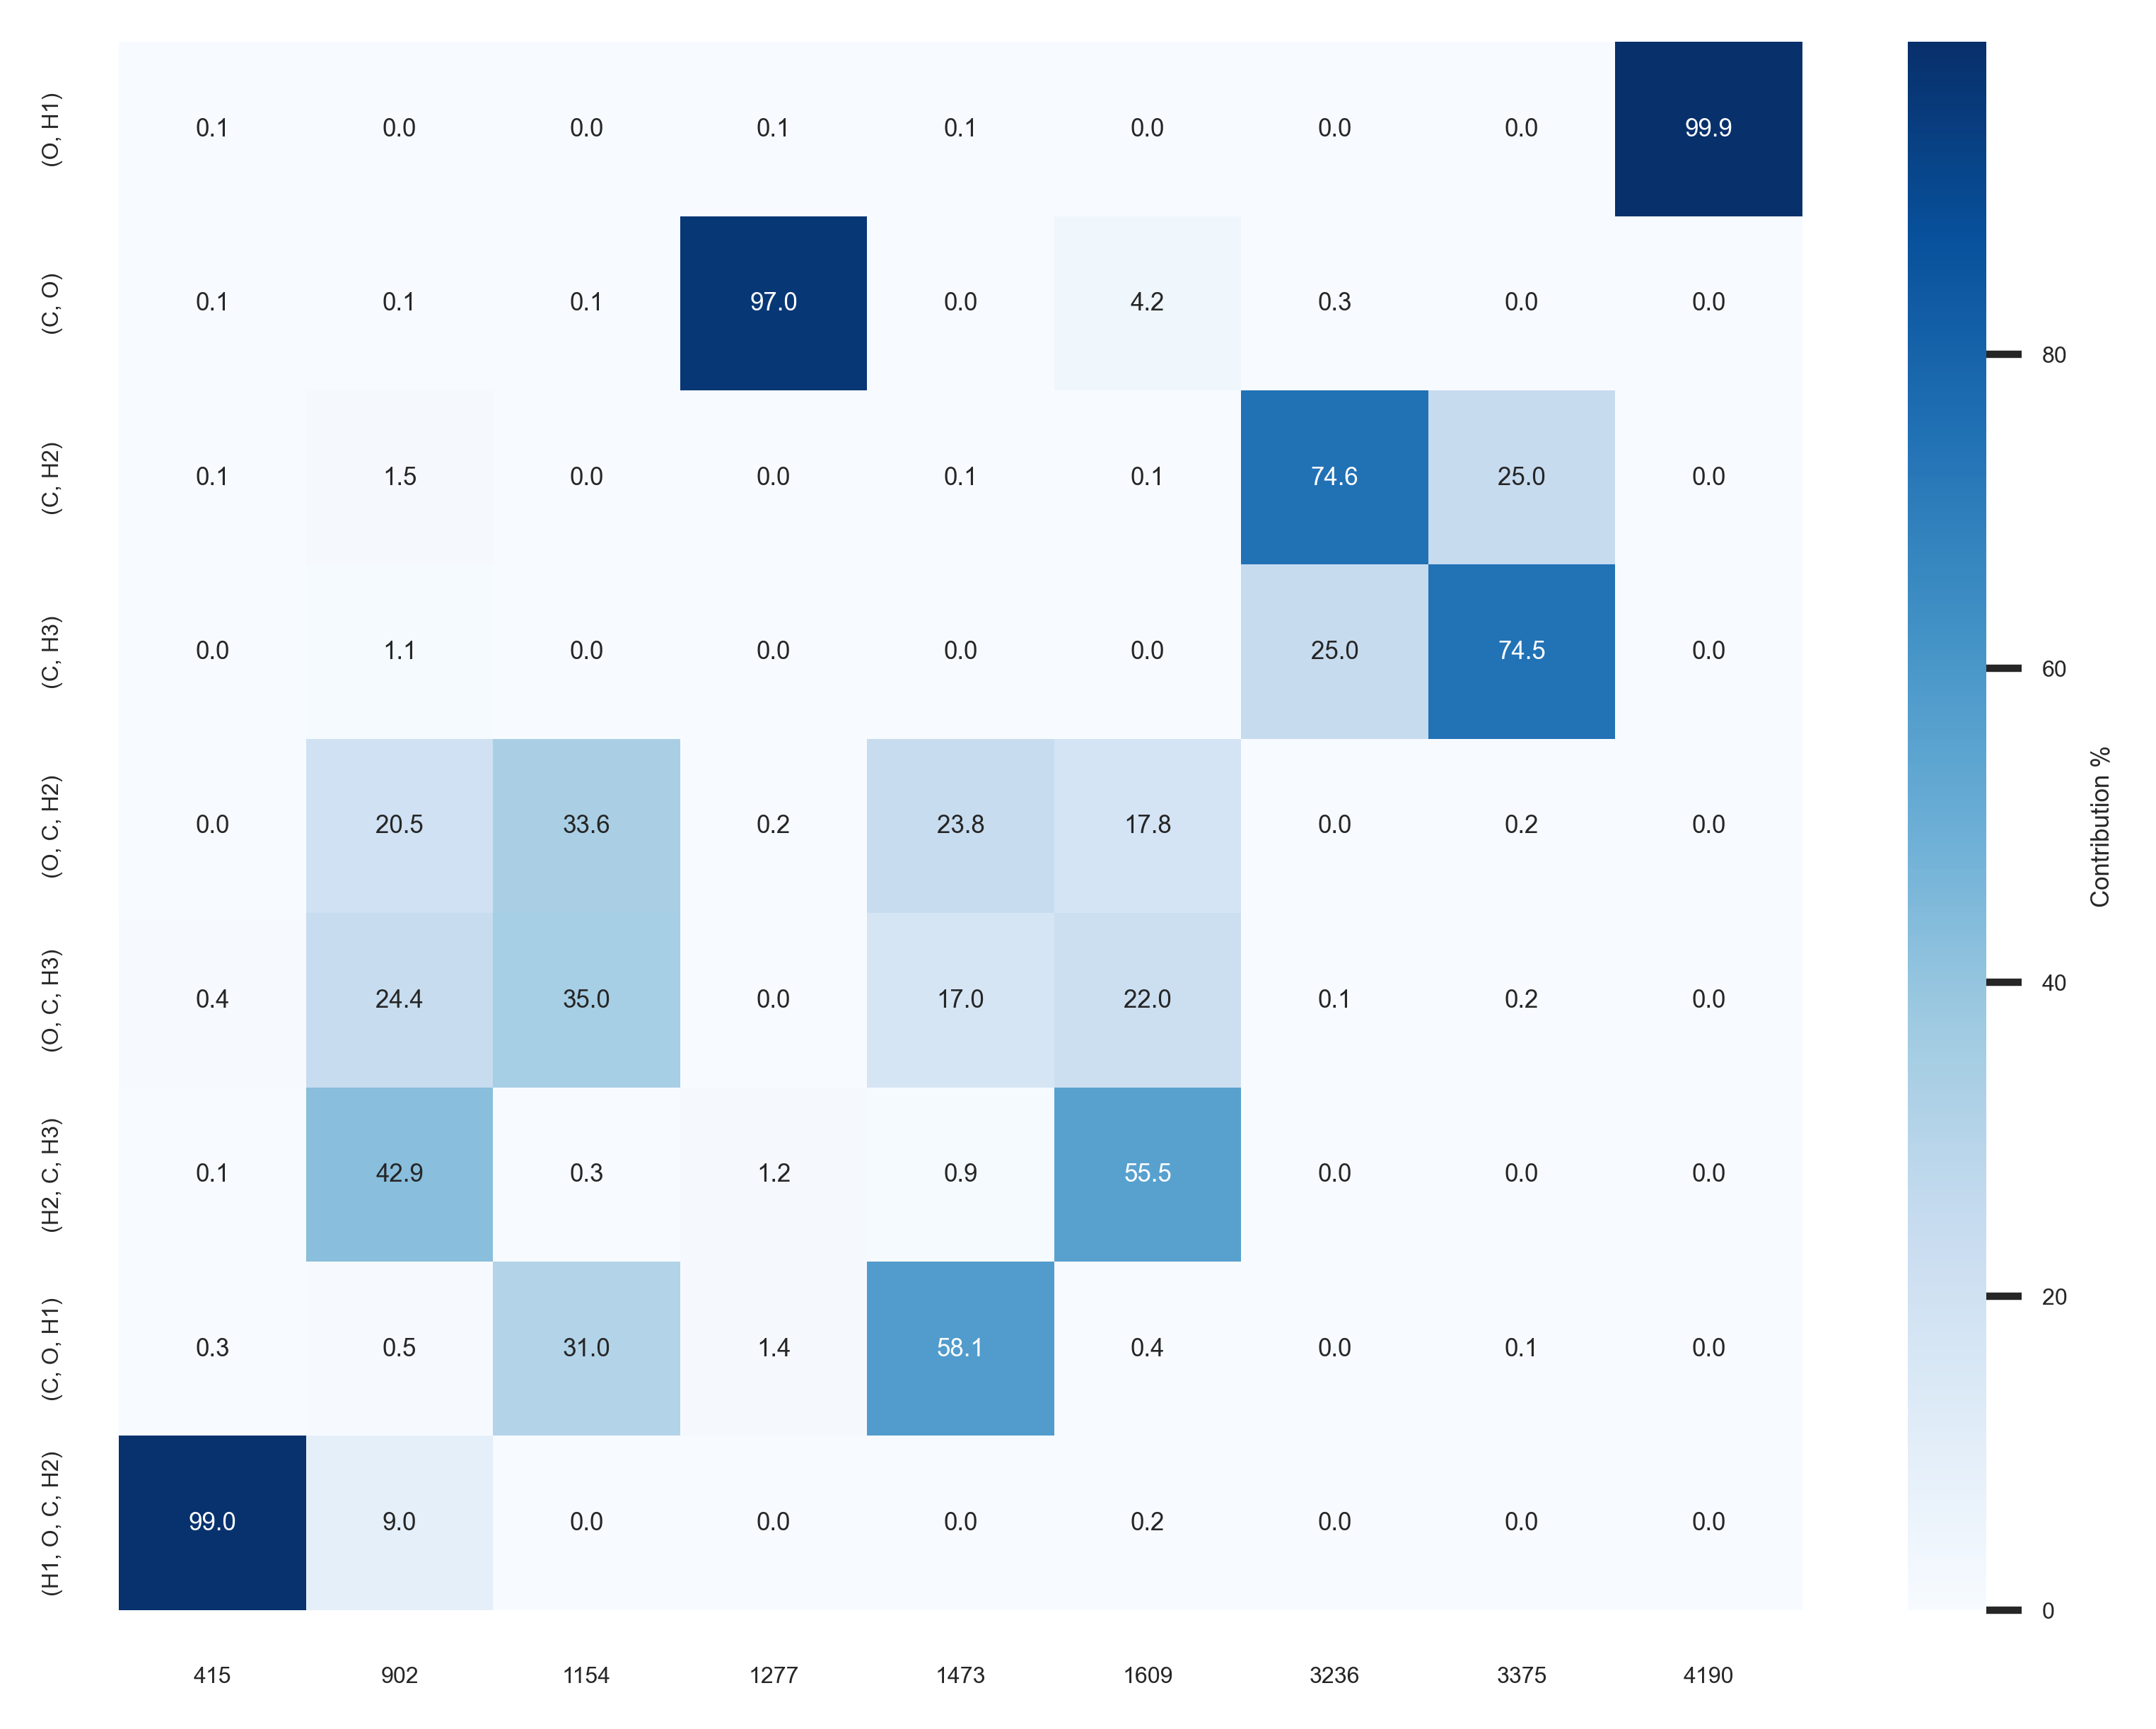 (O, H1) 0.1 0.0 0.0 0.1 0.1 0.0 0.0 0.0 99.9
(C, O) 0.1 0.1 0.1 97.0 0.0 4.2 0.3 0.0 0.0
(C, H2) 0.1 1.5 0.0 0.0 0.1 0.1 74.6 25.0 0.0
(C, H3) 0.0 1.1 0.0 0.0 0.0 0.0 25.0 74.5 0.0
(O, C, H2) 0.0 20.5 33.6 0.2 23.8 17.8 0.0 0.2 0.0
(O, C, H3) 0.4 24.4 35.0 0.0 17.0 22.0 0.1 0.2 0.0
(H2, C, H3) 0.1 42.9 0.3 1.2 0.9 55.5 0.0 0.0 0.0
(C, O, H1) 0.3 0.5 31.0 1.4 58.1 0.4 0.0 0.1 0.0
(H1, O, C, H2) 99.0 9.0 0.0 0.0 0.0 0.2 0.0 0.0 0.0
415 902 1154 1277 1473 1609 3236 3375 4190
80
60
40
20
0
Contribution %